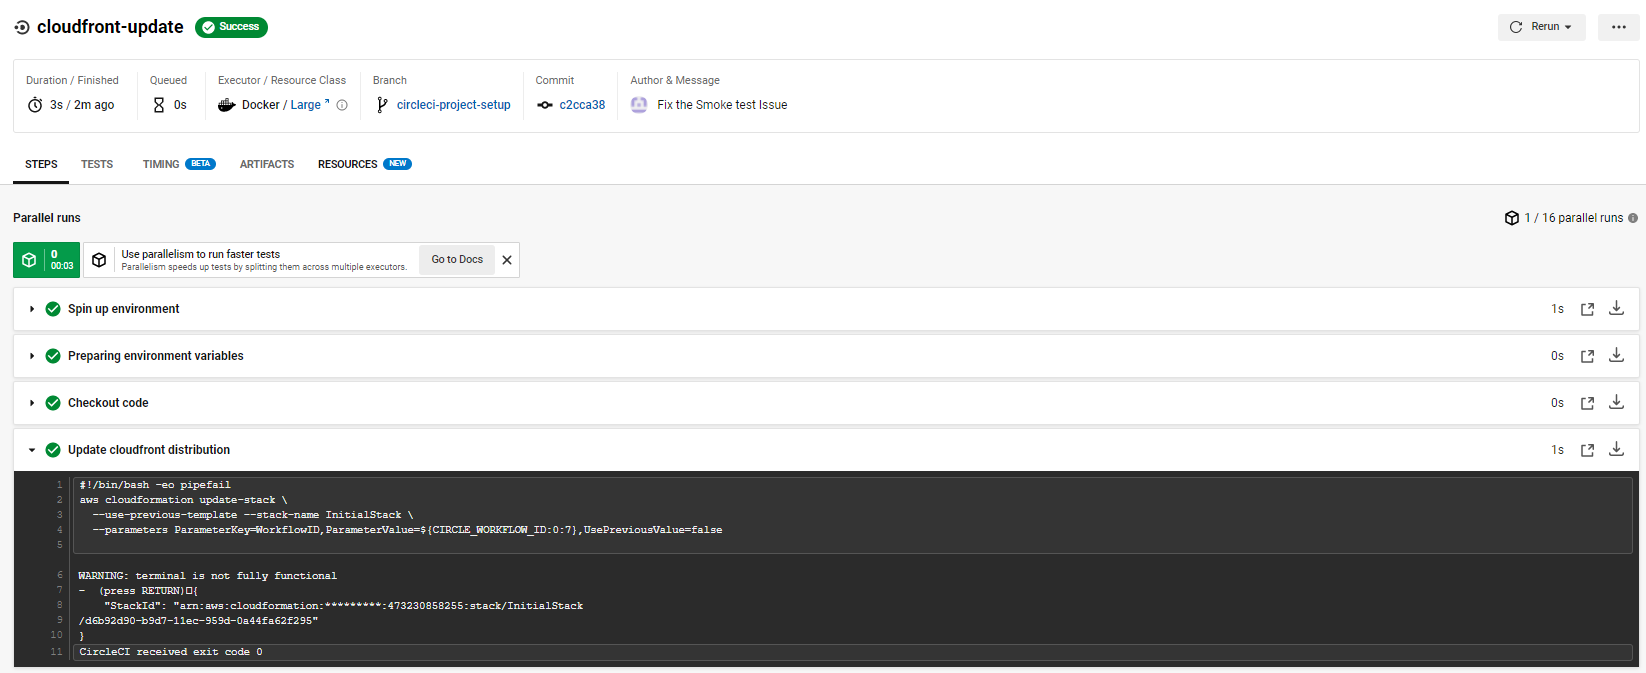 cloudfront-update Success Rerun
Duration / Finished Queued Executor / Resource Class Branch Commit Author & Message
3s / 2m ago 0s Docker / Large circleci-project-setup c2cca38 Fix the Smoke test Issue
STEPS TESTS TIMING BETA ARTIFACTS RESOURCES NEW
Parallel runs 1 / 16 parallel runs
0
00:03
Use parallelism to run faster tests
Parallelism speeds up tests by splitting them across multiple executors.
Go to Docs
Spin up environment 1s
Preparing environment variables 0s
Checkout code 0s
Update cloudfront distribution 1s
1 #!/bin/bash -eo pipefail
2 aws cloudformation update-stack \
3 --use-previous-template --stack-name InitialStack \
4 --parameters ParameterKey=WorkflowID,ParameterValue=${CIRCLE_WORKFLOW_ID:0:7},UsePreviousValue=false
5
6 WARNING: terminal is not fully functional
7 - (press RETURN)□{
8 "StackId": "arn:aws:cloudformation:*********:473230858255:stack/InitialStack
9 /d6b92d90-b9d7-11ec-959d-0a44fa62f295"
10 }
11 CircleCI received exit code 0